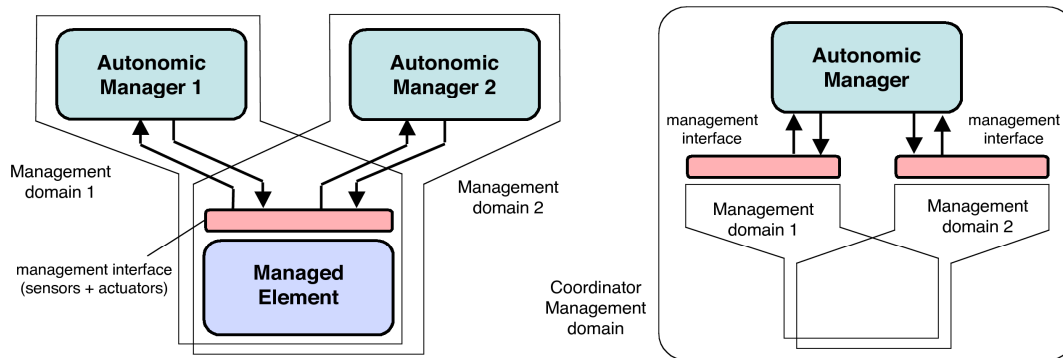 Autonomic
Manager 1
Autonomic
Manager 2
Management
domain 1
Management
domain 2
management interface
(sensors + actuators)
Managed
Element
Autonomic
Manager
management
interface
management
interface
Management
domain 1
Management
domain 2
Coordinator
Management
domain